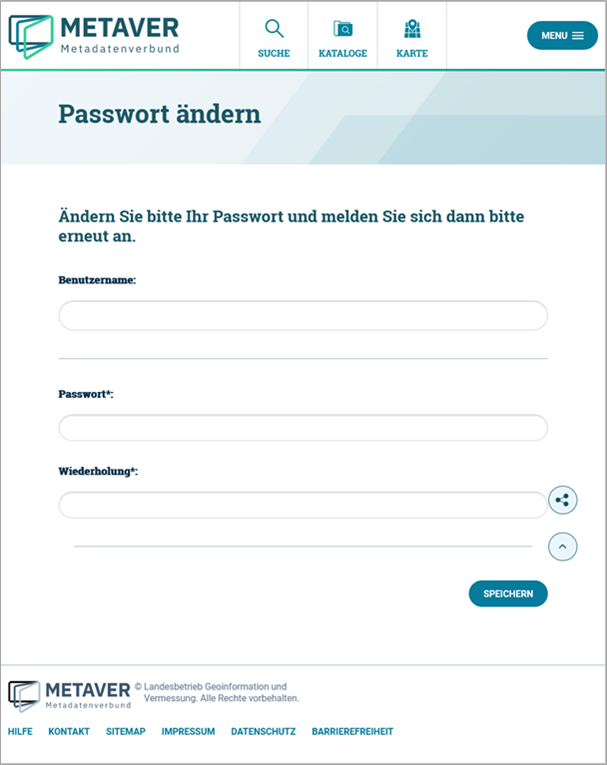 METAVER
Metadatenverbund
SUCHE
KATALOGE
KARTE
MENU
Passwort ändern
Ändern Sie bitte Ihr Passwort und melden Sie sich dann bitte
erneut an.
Benutzername:
Passwort*:
Wiederholung*:
SPEICHERN
METAVER
Metadatenverbund
© Landesbetrieb Geoinformation und
Vermessung. Alle Rechte vorbehalten.
HILFE KONTAKT SITEMAP IMPRESSUM DATENSCHUTZ BARRIEREFREIHEIT